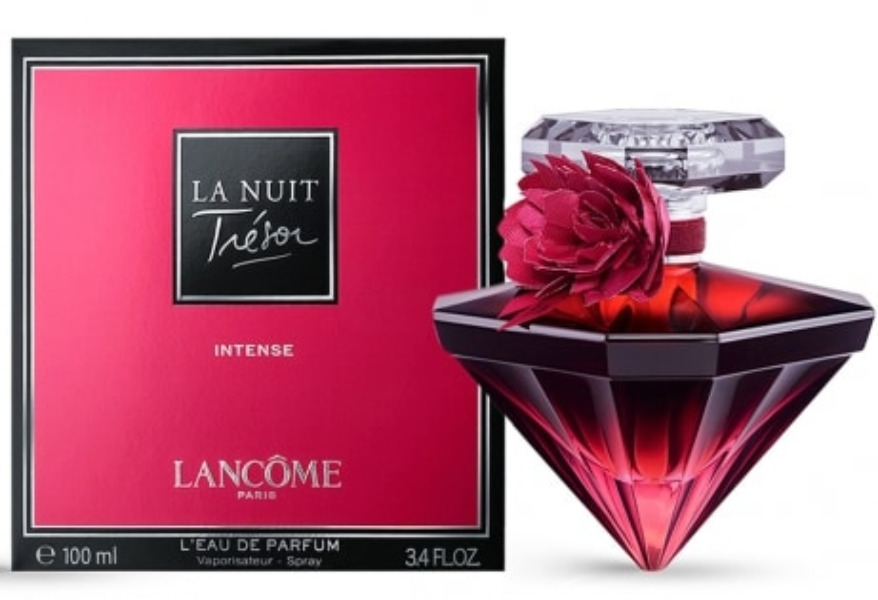 LA NUIT
Trésor
INTENSE
LANCÔME
PARIS
L'EAU DE PARFUM
℮ 100 ml Vaporisateur - Spray 3.4 FL.OZ.